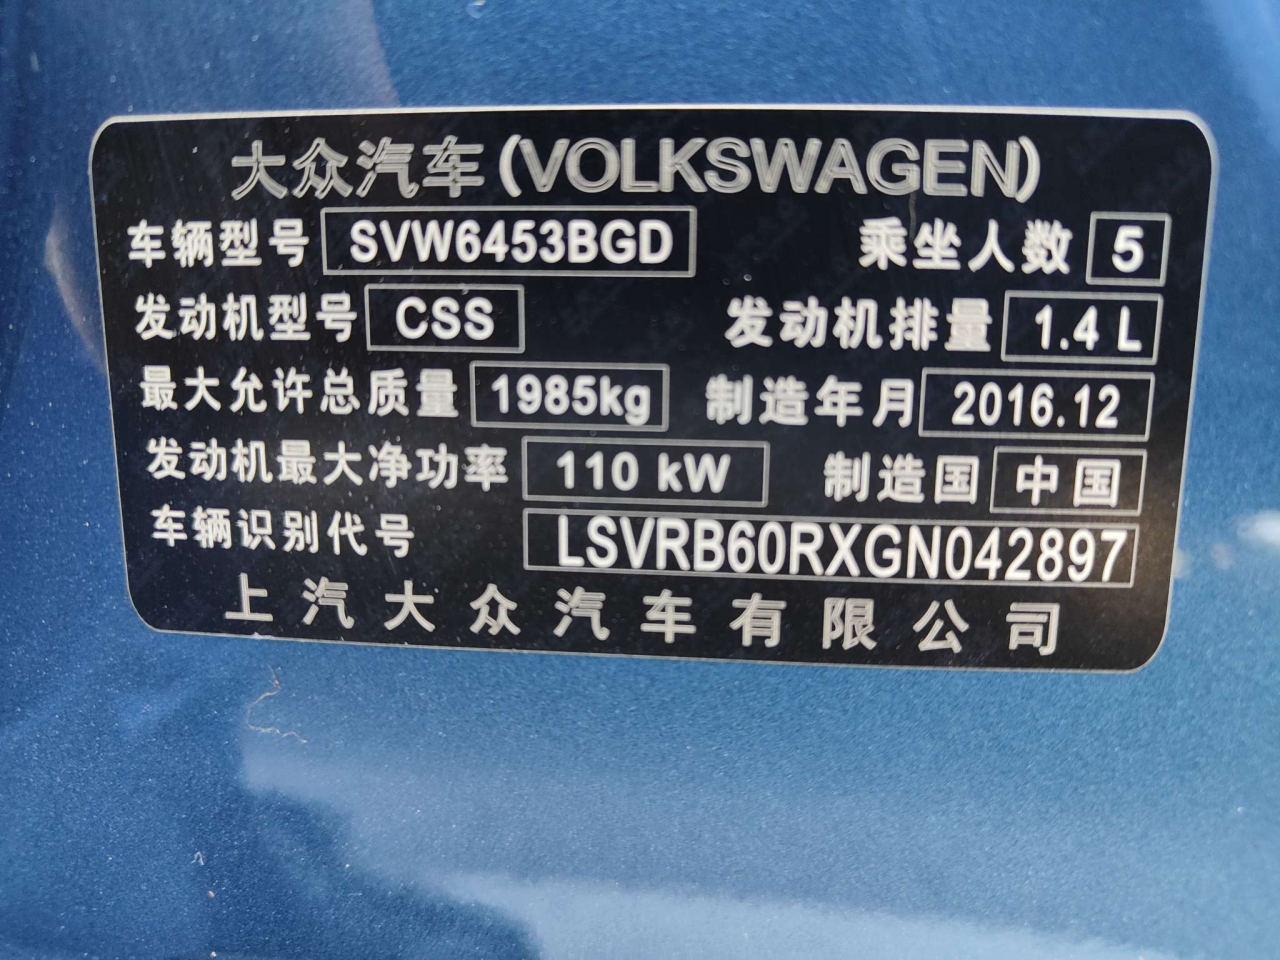 大众汽车(VOLKSWAGEN)
车辆型号 SVW6453BGD 乘坐人数 5
发动机型号 CSS 发动机排量 1.4 L
最大允许总质量 1985kg 制造年月 2016.12
发动机最大净功率 110 kW 制造国 中国
车辆识别代号 LSVRB60RXGN042897
上汽大众汽车有限公司